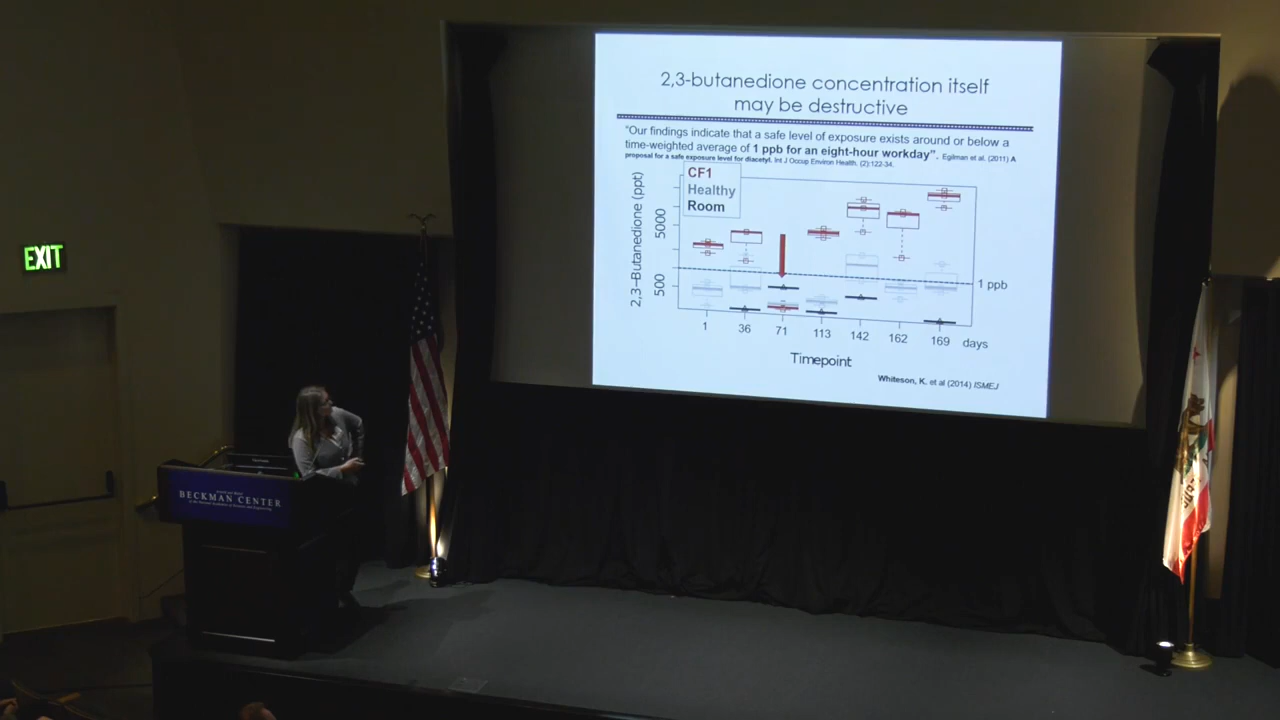 2,3-butanedione concentration itself
may be destructive
"Our findings indicate that a safe level of exposure exists around or below a
time-weighted average of 1 ppb for an eight-hour workday". Egilman et al. (2011) A
proposal for a safe exposure level for diacetyl. Int J Occup Environ Health. (2):122-34.
CF1
Healthy
Room
2,3-Butanedione (ppt)
5000
500
1 ppb
1 36 71 113 142 162 169 days
Timepoint
Whiteson, K. et al (2014) ISMEJ
EXIT
BECKMAN CENTER